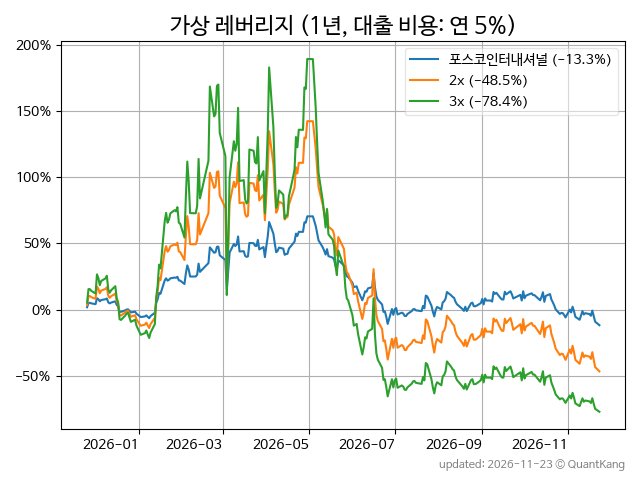 가상 레버리지 (1년, 대출 비용: 연 5%)
200%
150%
100%
50%
0%
−50%
포스코인터내셔널 (−13.3%)
2x (−48.5%)
3x (−78.4%)
2026-01
2026-03
2026-05
2026-07
2026-09
2026-11
updated: 2026-11-23 © QuantKang